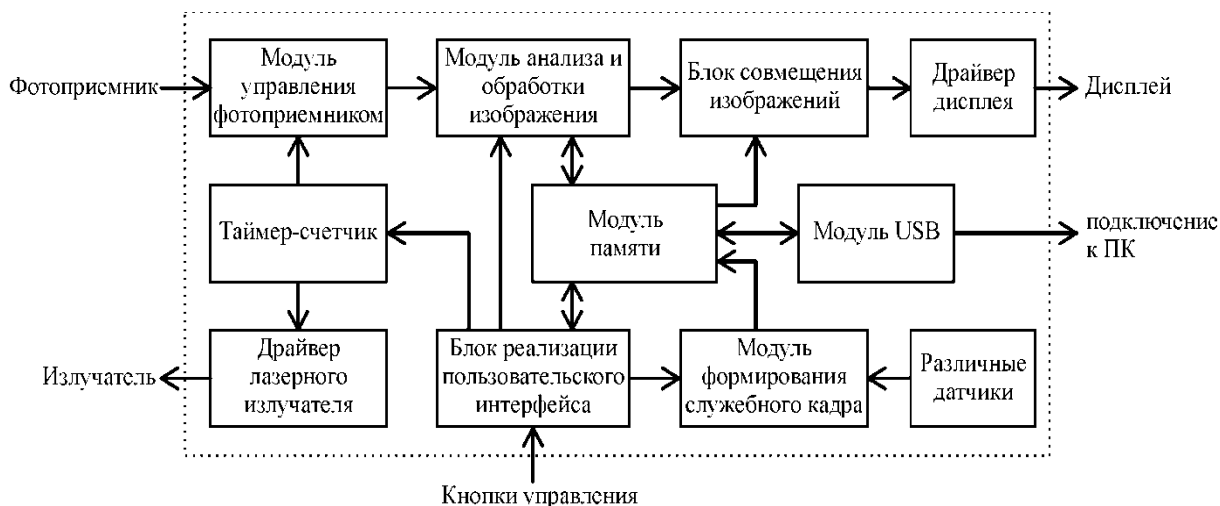 Модуль
управления
фотоприемником
Модуль анализа и
обработки
изображения
Блок совмещения
изображений
Драйвер
дисплея
Фотоприемник
Дисплей
Таймер-счетчик
Модуль
памяти
Модуль USB
подключение
к ПК
Драйвер
лазерного
излучателя
Блок реализации
пользовательского
интерфейса
Модуль
формирования
служебного кадра
Различные
датчики
Излучатель
Кнопки управления